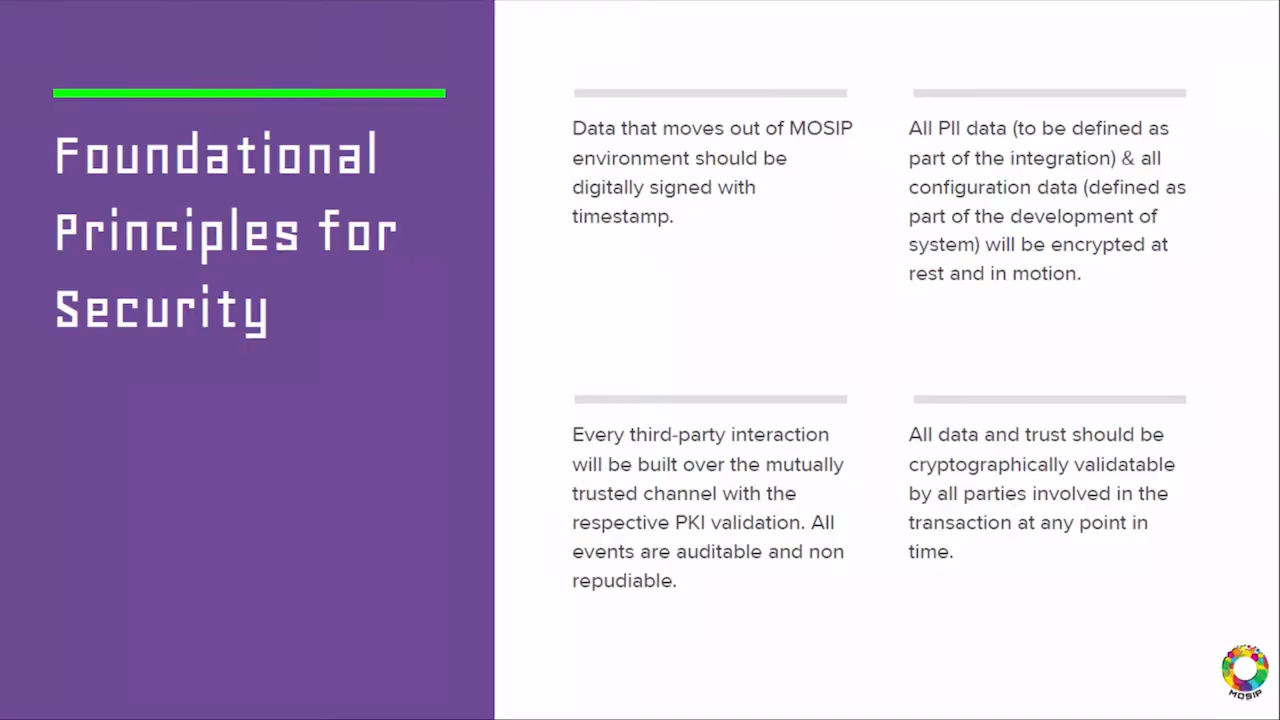 Foundational
Principles for
Security
Data that moves out of MOSIP
environment should be
digitally signed with
timestamp.
All PII data (to be defined as
part of the integration) & all
configuration data (defined as
part of the development of
system) will be encrypted at
rest and in motion.
Every third-party interaction
will be built over the mutually
trusted channel with the
respective PKI validation. All
events are auditable and non
repudiable.
All data and trust should be
cryptographically validatable
by all parties involved in the
transaction at any point in
time.
MOSIP